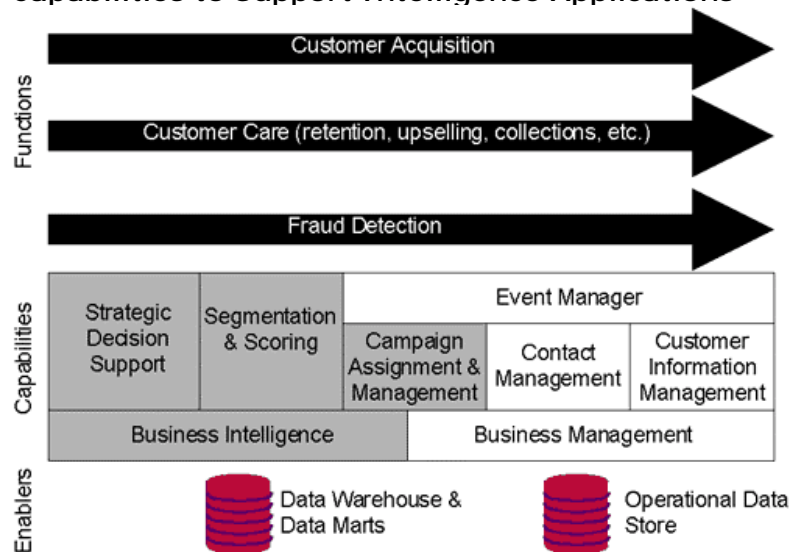 Customer Acquisition
Functions
Customer Care (retention, upselling, collections, etc.)
Fraud Detection
Capabilities
Strategic
Decision
Support
Segmentation
& Scoring
Event Manager
Campaign
Assignment &
Management
Contact
Management
Customer
Information
Management
Business Intelligence
Business Management
Enablers
Data Warehouse &
Data Marts
Operational Data
Store